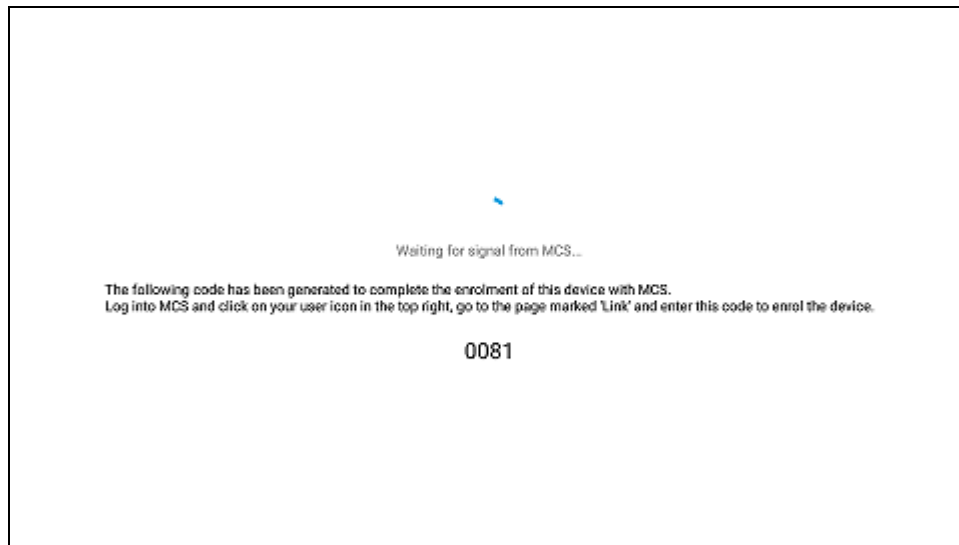 Waiting for signal from MCS...
The following code has been generated to complete the enrolment of this device with MCS.
Log into MCS and click on your user icon in the top right, go to the page marked 'Link' and enter this code to enrol the device.
0081